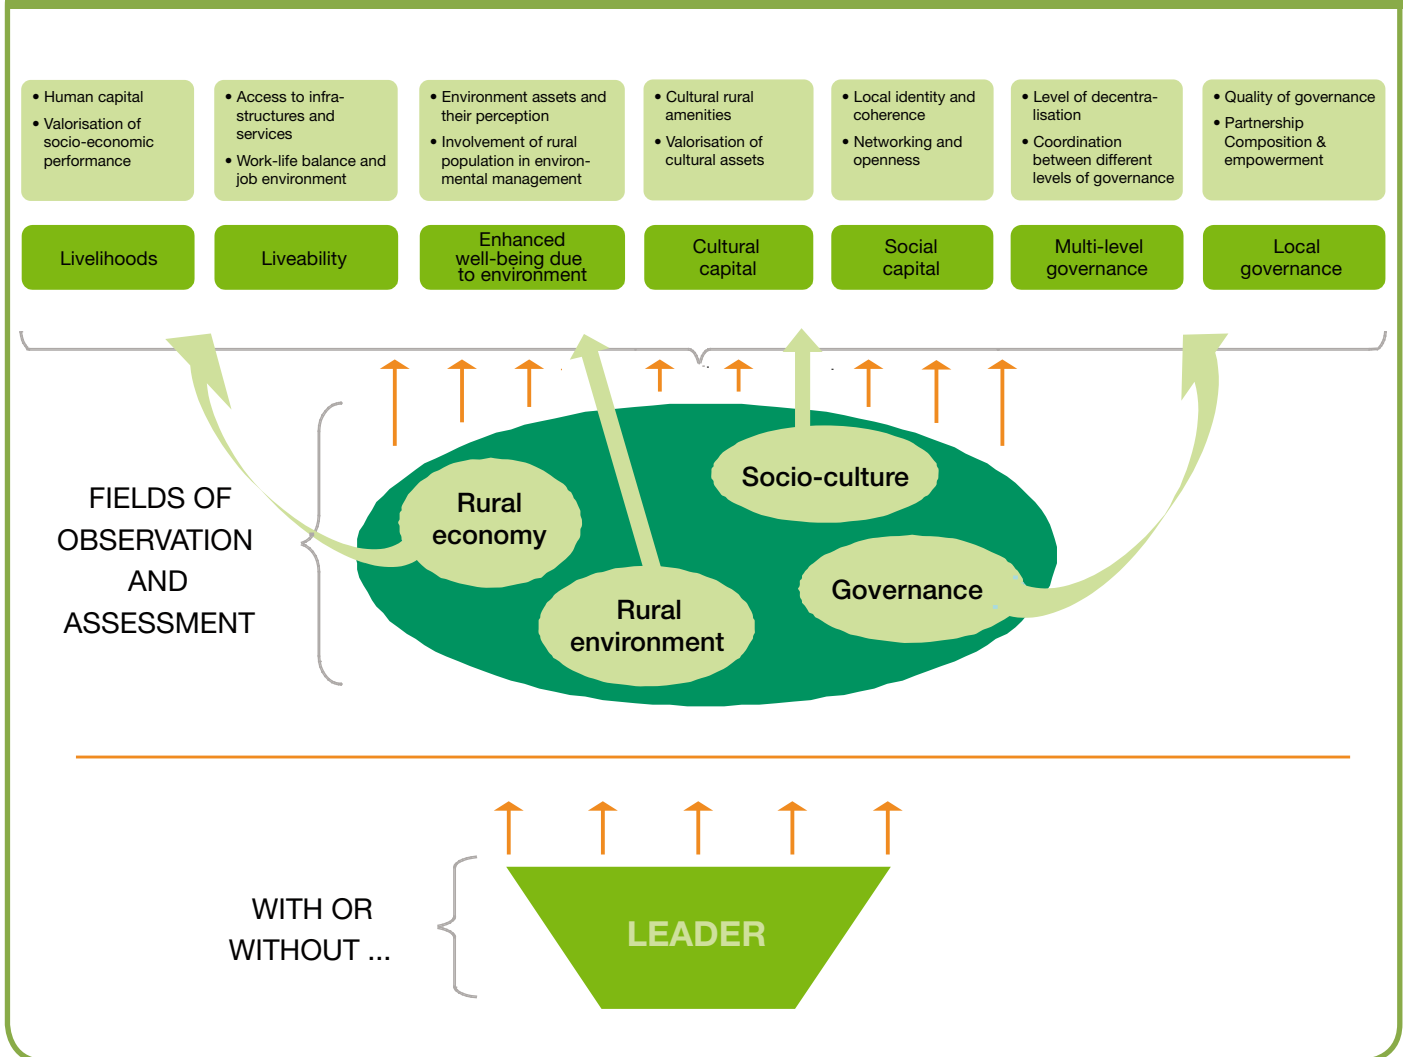 • Human capital
• Valorisation of
socio-economic
performance
• Access to infra-
structures and
services
• Work-life balance and
job environment
• Environment assets and
their perception
• Involvement of rural
population in environ-
mental management
• Cultural rural
amenities
• Valorisation of
cultural assets
• Local identity and
coherence
• Networking and
openness
• Level of decentra-
lisation
• Coordination
between different
levels of governance
• Quality of governance
• Partnership
Composition &
empowerment
Livelihoods
Liveability
Enhanced
well-being due
to environment
Cultural
capital
Social
capital
Multi-level
governance
Local
governance
FIELDS OF
OBSERVATION
AND
ASSESSMENT
Rural
economy
Socio-culture
Rural
environment
Governance
WITH OR
WITHOUT ...
LEADER